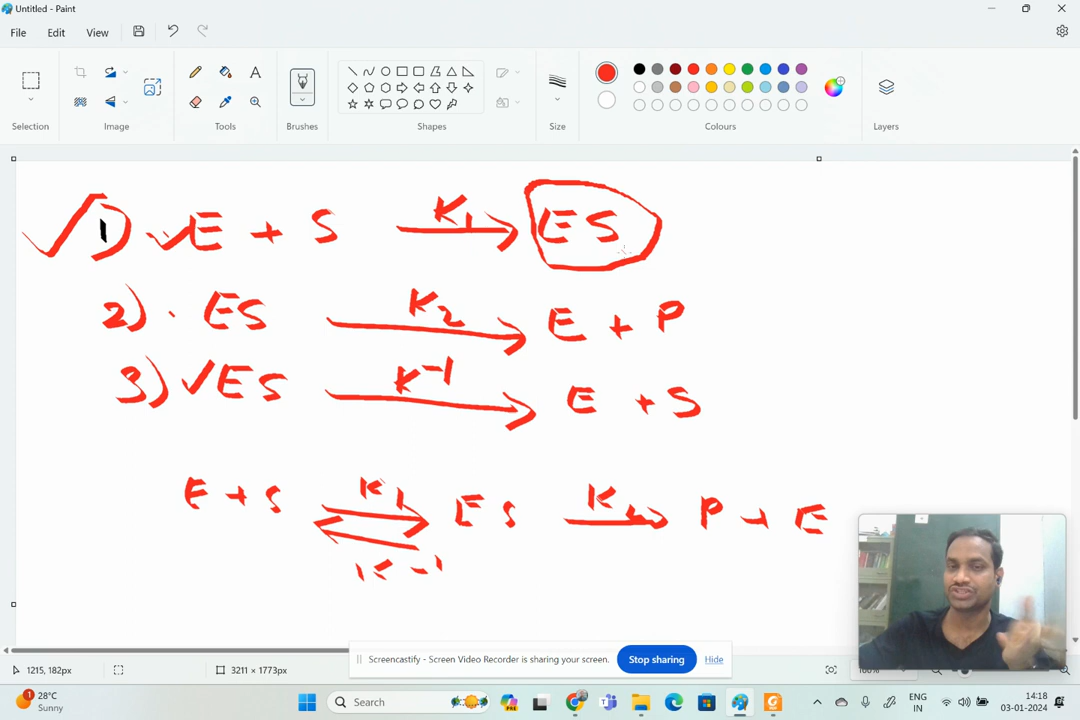 Untitled - Paint
File Edit View
Selection Image Tools Brushes Shapes Size Colours Layers
1) E + S K1 ES
2) . ES K2 E + P
3) ES K-1 E + S
E + S K1 ES K2 P + E
K-1
Screencastify - Screen Video Recorder is sharing your screen. Stop sharing Hide
1215, 182px 3211 × 1773px 100%
28°C
Sunny
Search
PRE
ENG
IN
14:18
03-01-2024